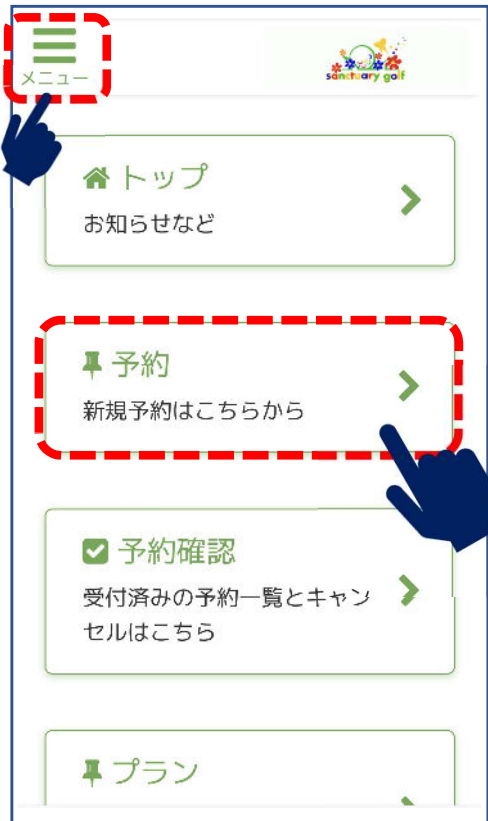 メニュー
sanctuary golf
トップ
お知らせなど
予約
新規予約はこちらから
予約確認
受付済みの予約一覧とキャン
セルはこちら
プラン